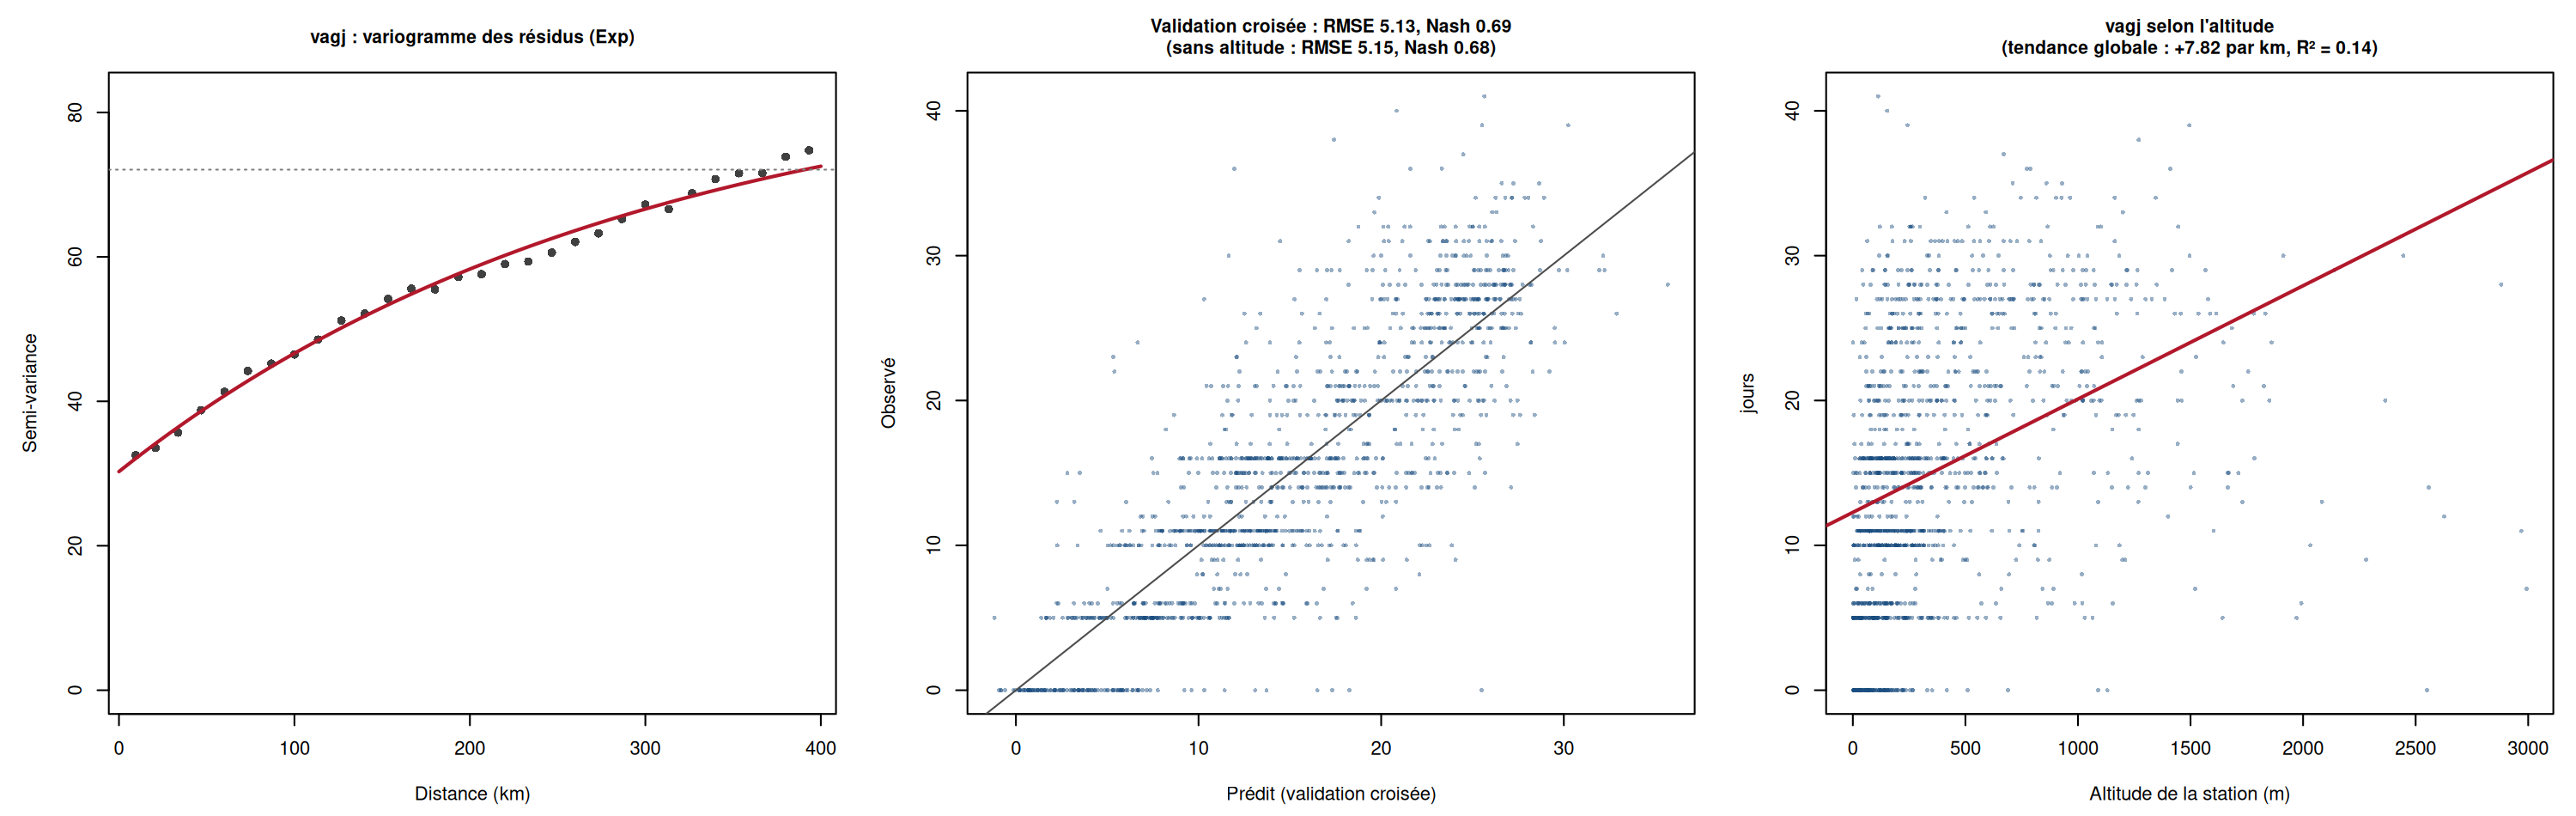 vagj : variogramme des résidus (Exp)
Semi-variance
80
60
40
20
0
0 100 200 300 400
Distance (km)
Validation croisée : RMSE 5.13, Nash 0.69
(sans altitude : RMSE 5.15, Nash 0.68)
Observé
40
30
20
10
0
0 10 20 30
Prédit (validation croisée)
vagj selon l'altitude
(tendance globale : +7.82 par km, R² = 0.14)
jours
40
30
20
10
0
0 500 1000 1500 2000 2500 3000
Altitude de la station (m)